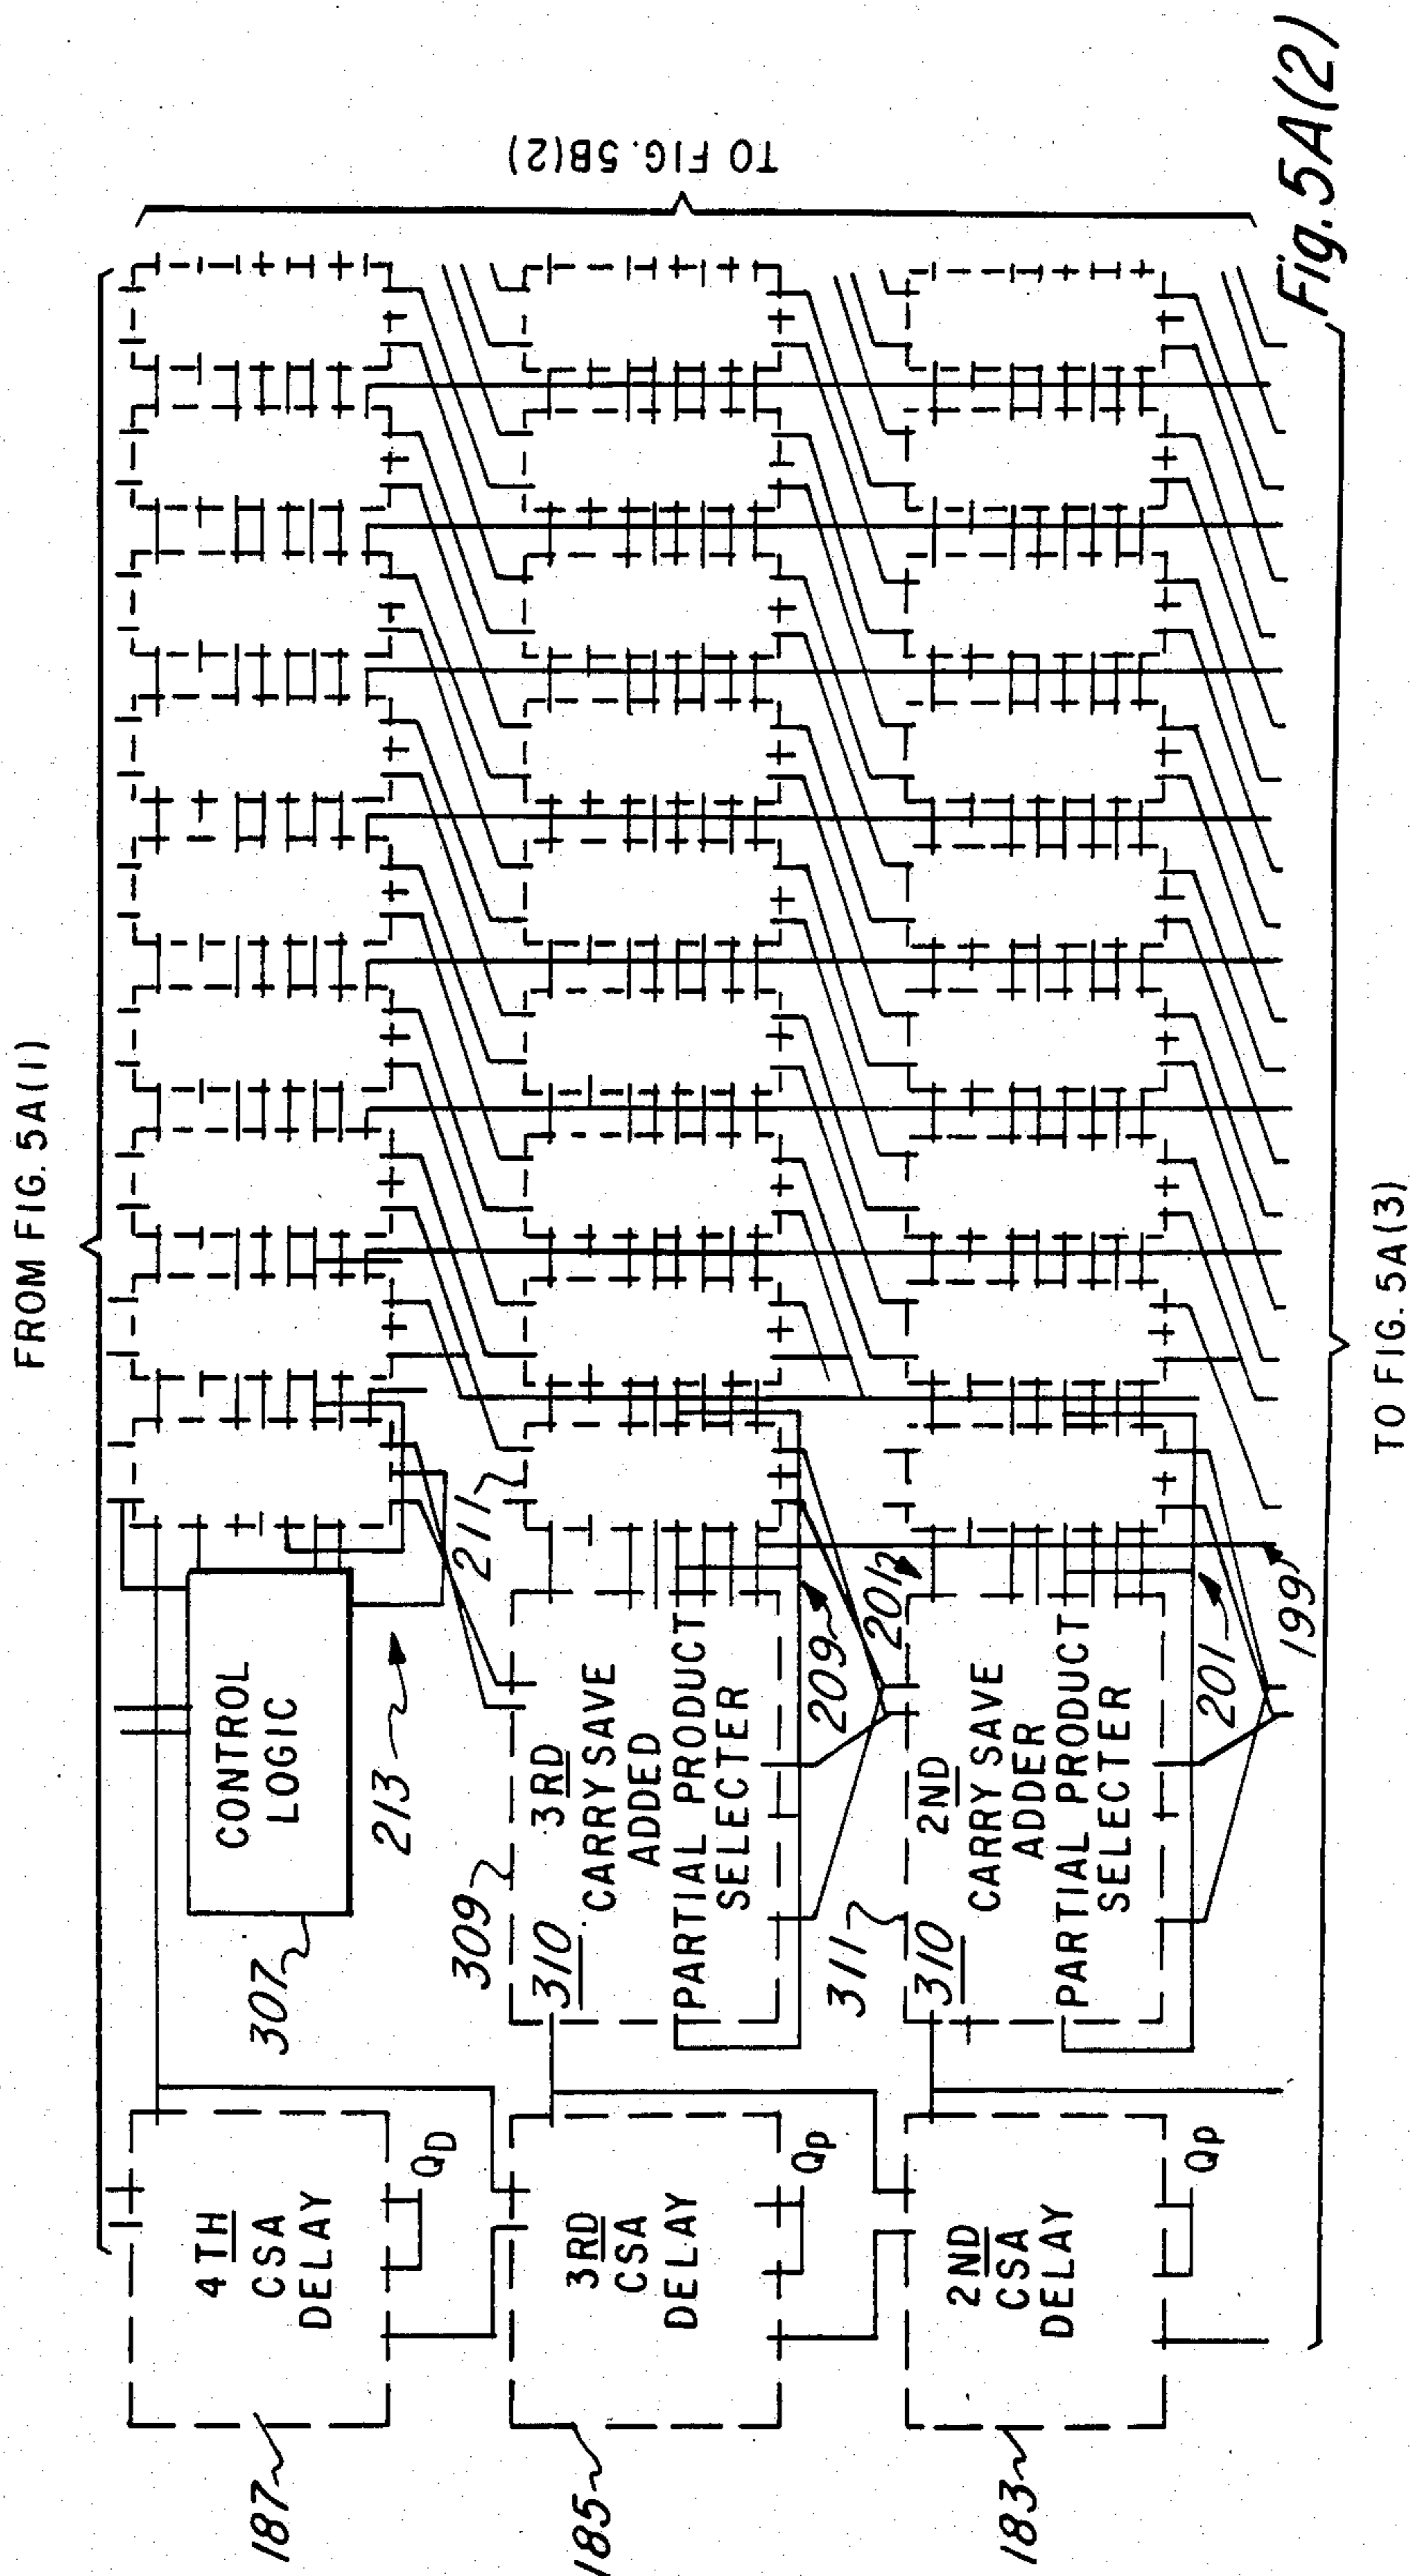 FROM FIG. 5A(1)
TO FIG. 5B(2)
187
4TH
CSA
DELAY
QD
307
CONTROL
LOGIC
213
185
3RD
CSA
DELAY
Qp
309
310
3RD
CARRY SAVE
ADDED
PARTIAL PRODUCT
SELECTER
211
209
183
2ND
CSA
DELAY
Qp
311
310
2ND
CARRY SAVE
ADDER
PARTIAL PRODUCT
SELECTER
201
199
TO FIG. 5A(3)
Fig. 5A(2)